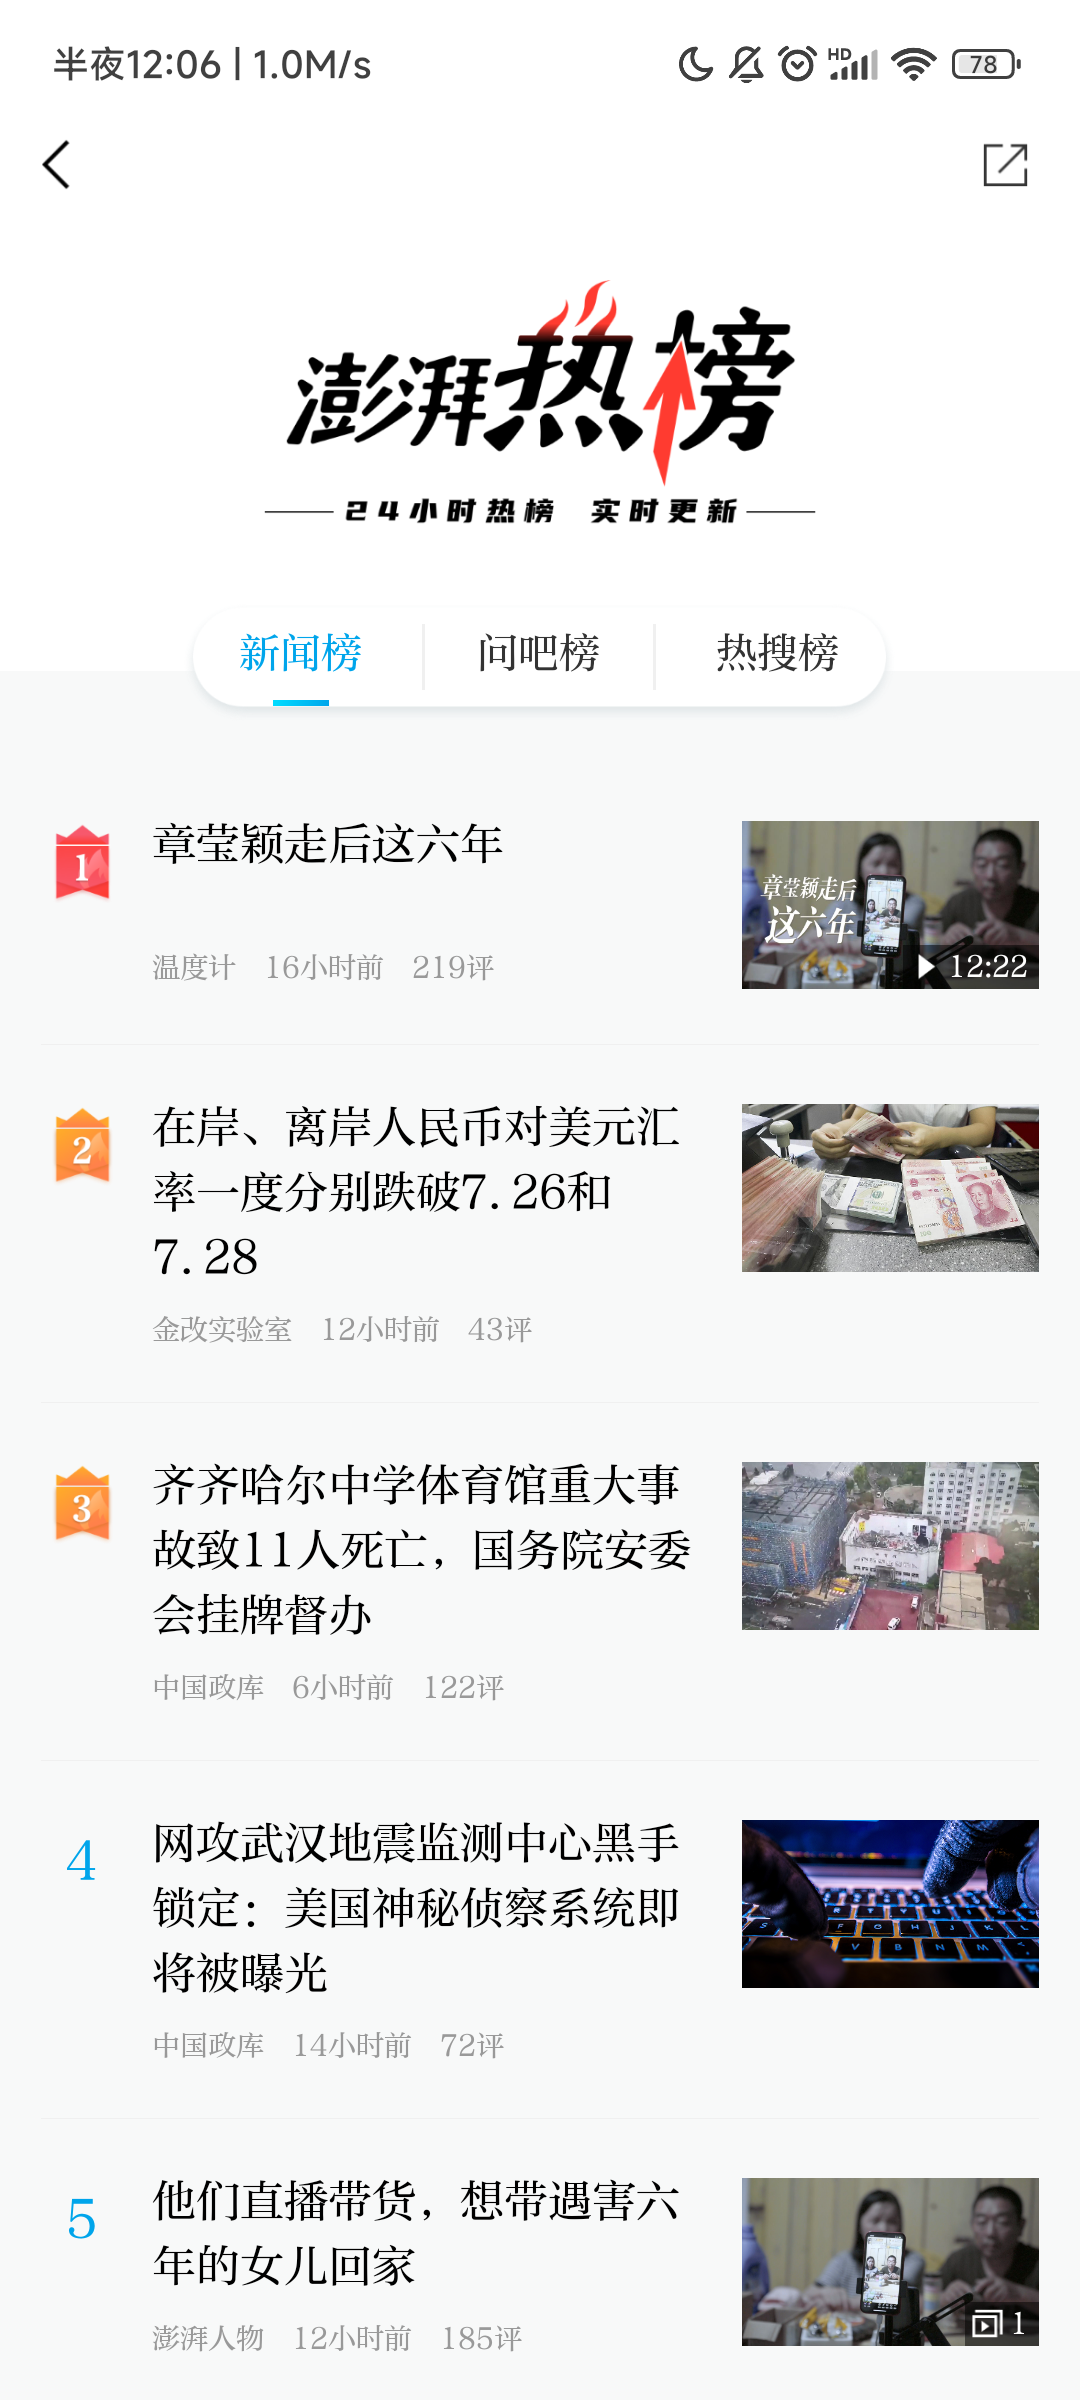 半夜12:06 | 1.0M/s
HD
78
澎湃热榜
24小时热榜 实时更新
新闻榜
问吧榜
热搜榜
1
章莹颖走后这六年
温度计 16小时前 219评
章莹颖走后
这六年
12:22
2
在岸、离岸人民币对美元汇
率一度分别跌破7.26和
7.28
金改实验室 12小时前 43评
3
齐齐哈尔中学体育馆重大事
故致11人死亡，国务院安委
会挂牌督办
中国政库 6小时前 122评
4
网攻武汉地震监测中心黑手
锁定：美国神秘侦察系统即
将被曝光
中国政库 14小时前 72评
5
他们直播带货，想带遇害六
年的女儿回家
澎湃人物 12小时前 185评
1